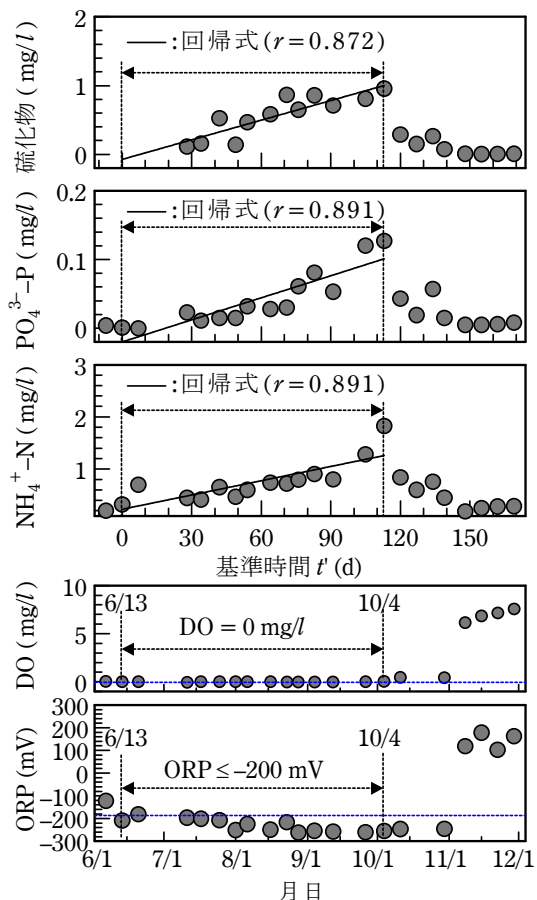 2
—:回帰式(r=0.872)
1
0
硫化物 (mg/l)
0.2
—:回帰式(r=0.891)
0.1
0
PO₄³⁻−P (mg/l)
3
—:回帰式(r=0.891)
2
1
NH₄⁺−N (mg/l)
0 30 60 90 120 150
基準時間 t' (d)
10
6/13 10/4
DO = 0 mg/l
5
0
DO (mg/l)
300
200
6/13 10/4
100
0
ORP ≤ −200 mV
−100
−200
−300
ORP (mV)
6/1 7/1 8/1 9/1 10/1 11/1 12/1
月日